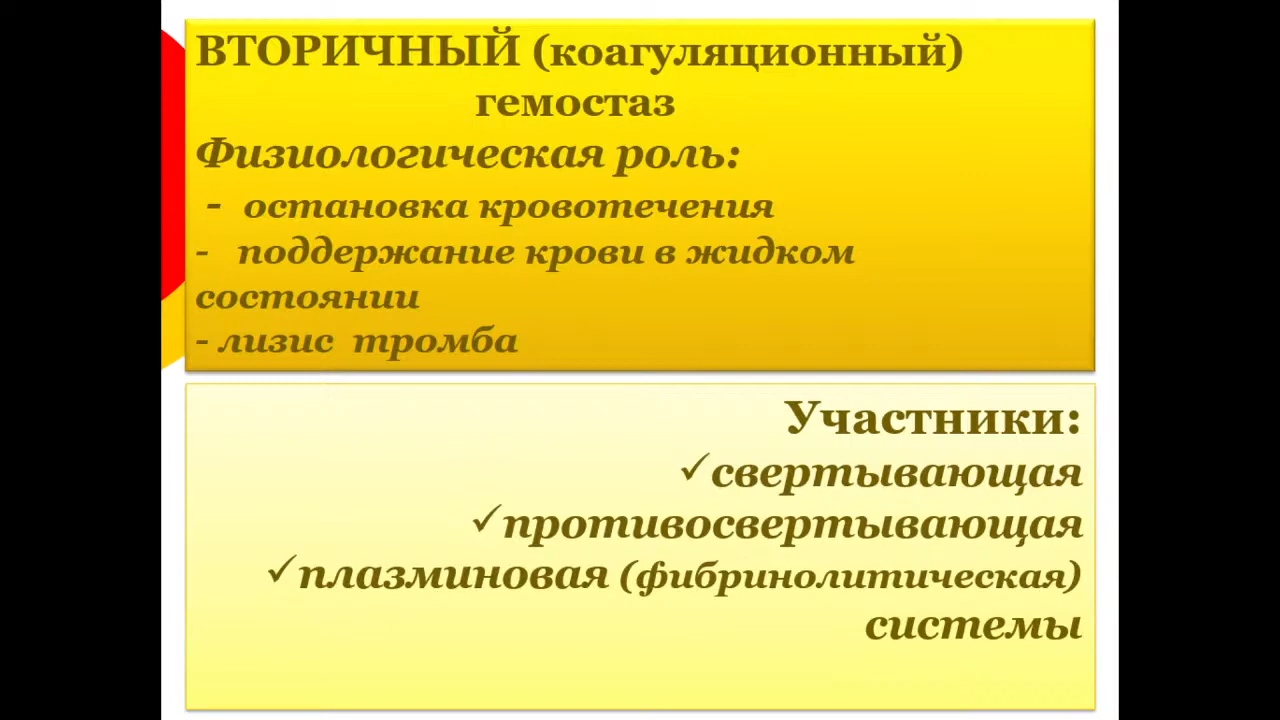 ВТОРИЧНЫЙ (коагуляционный)
гемостаз
Физиологическая роль:
- остановка кровотечения
- поддержание крови в жидком
состоянии
- лизис тромба
Участники:
✓свертывающая
✓противосвертывающая
✓плазминовая (фибринолитическая)
системы